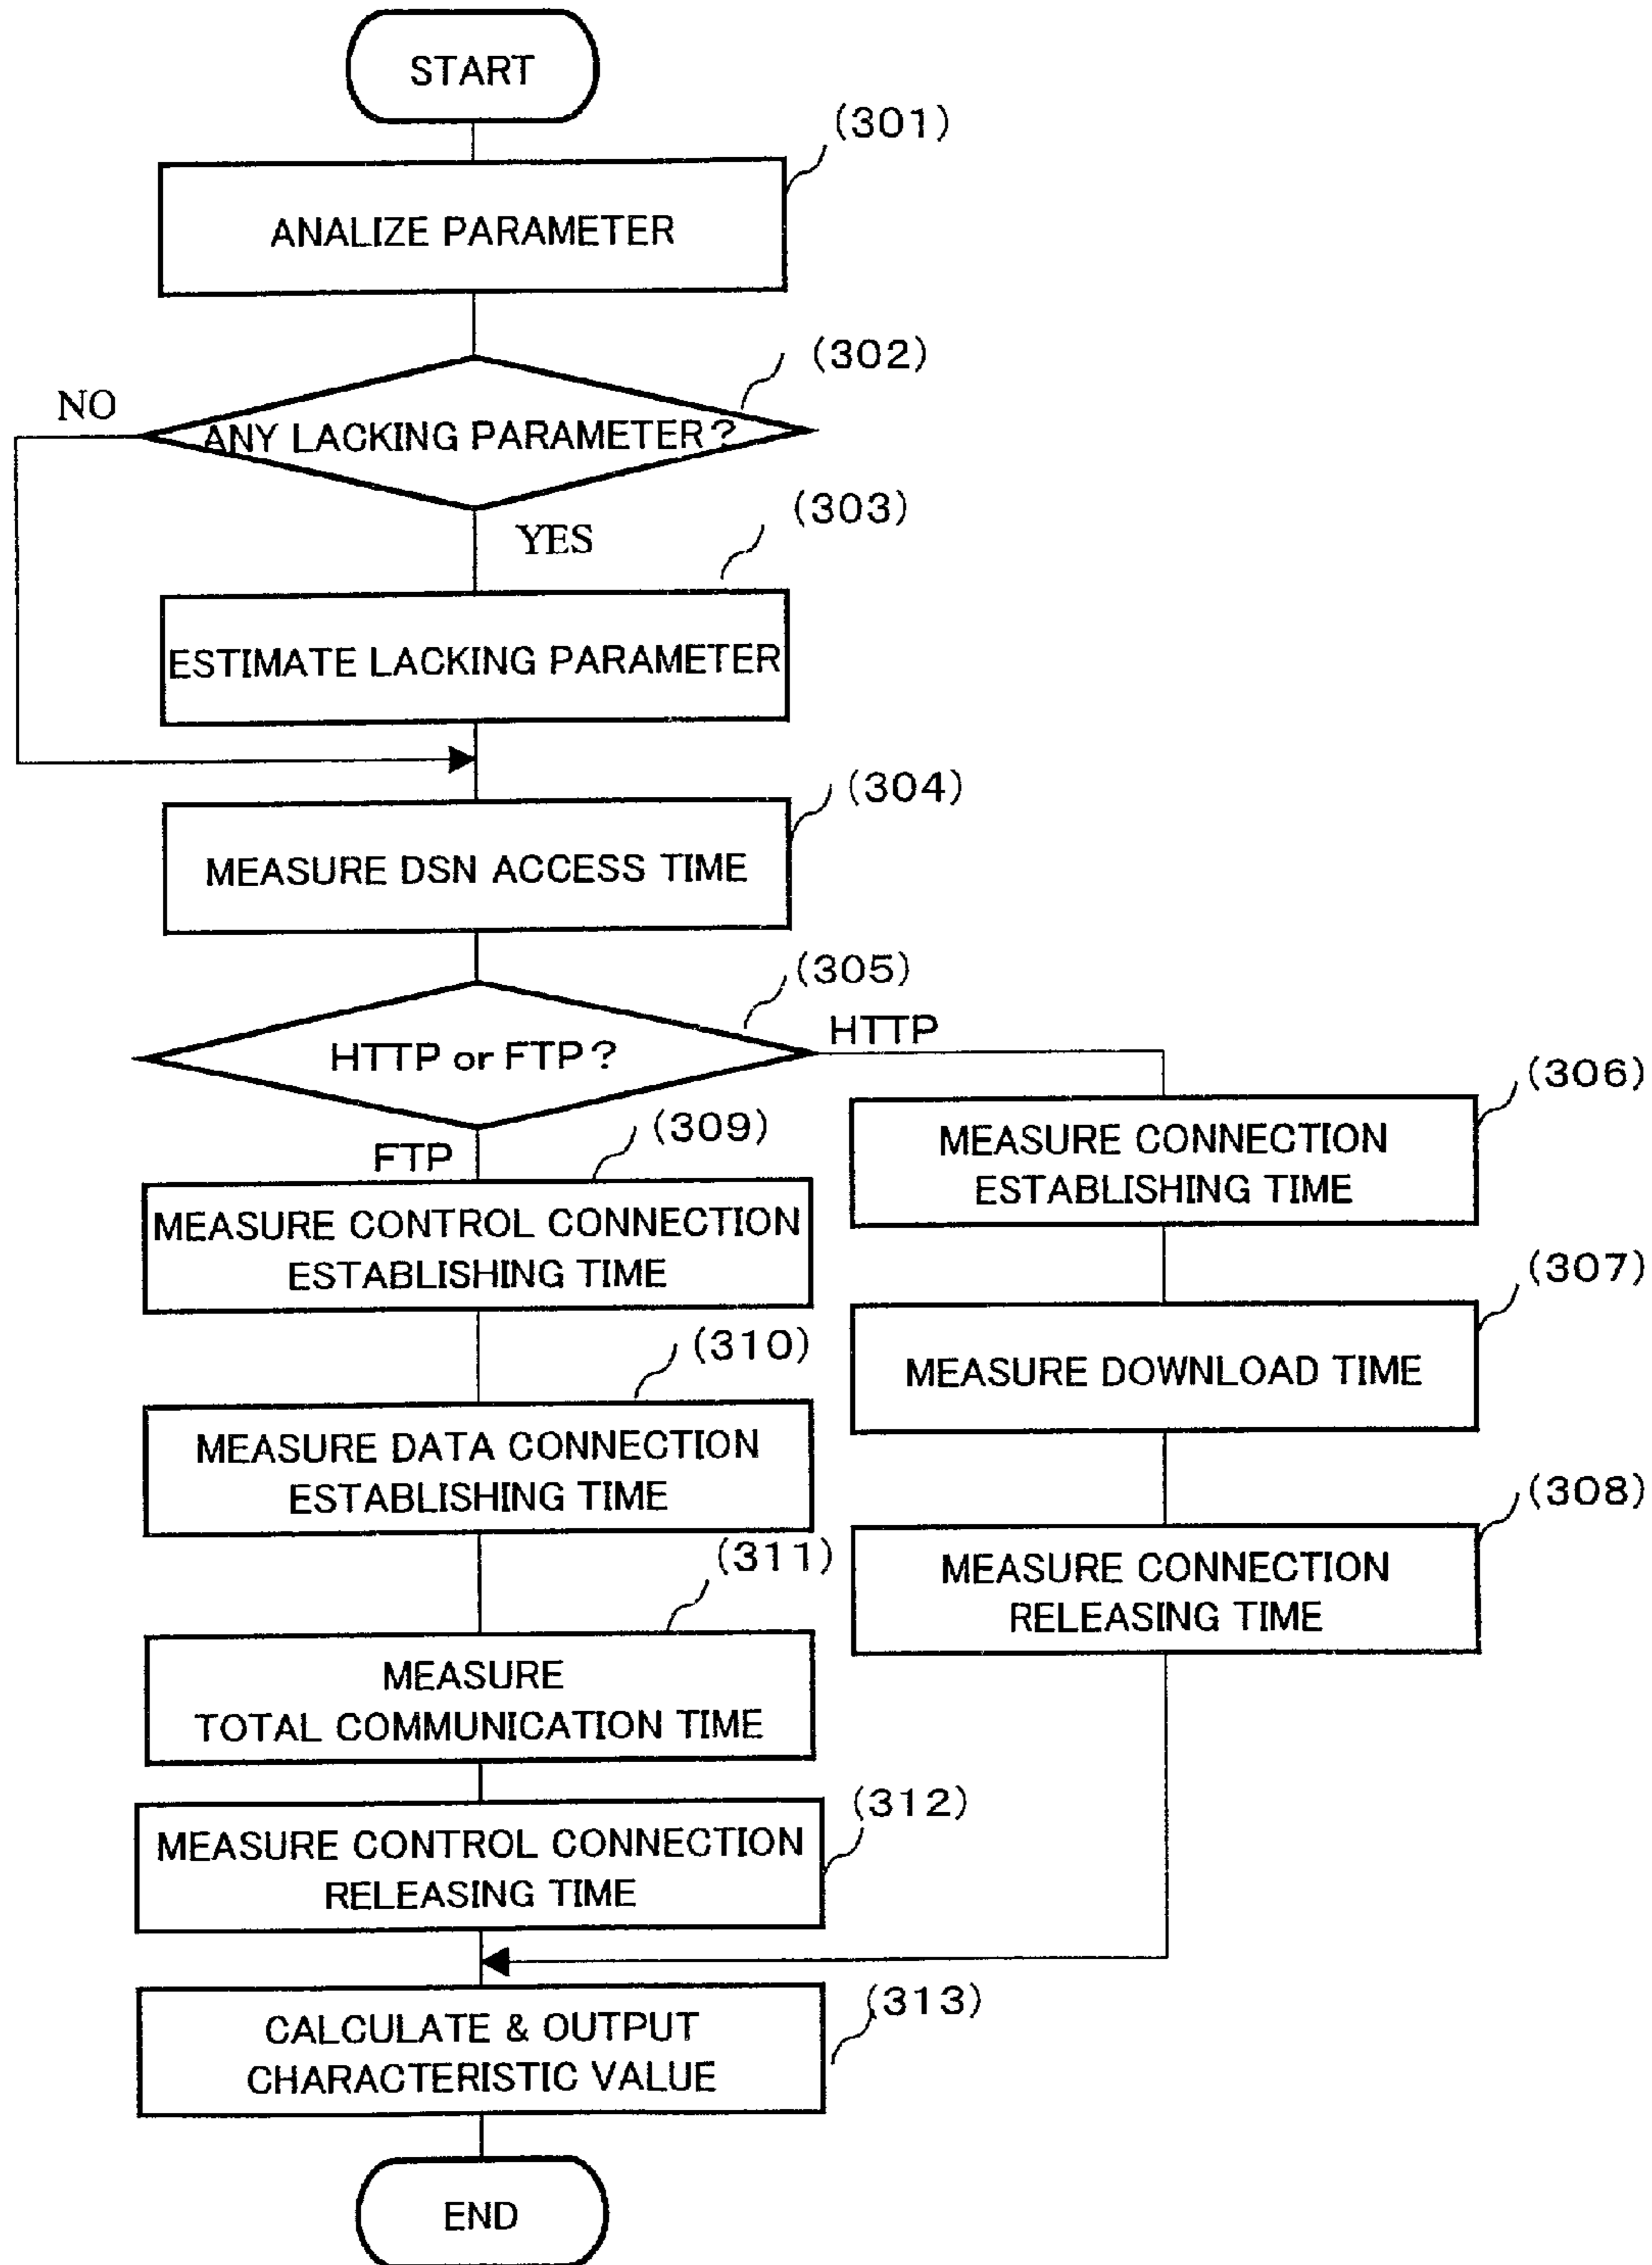 START
(301)
ANALIZE PARAMETER
(302)
NO
ANY LACKING PARAMETER?
(303)
YES
ESTIMATE LACKING PARAMETER
(304)
MEASURE DSN ACCESS TIME
(305)
HTTP
HTTP or FTP?
(306)
MEASURE CONNECTION
ESTABLISHING TIME
(309)
FTP
MEASURE CONTROL CONNECTION
ESTABLISHING TIME
(307)
MEASURE DOWNLOAD TIME
(310)
MEASURE DATA CONNECTION
ESTABLISHING TIME
(308)
MEASURE CONNECTION
RELEASING TIME
(311)
MEASURE
TOTAL COMMUNICATION TIME
(312)
MEASURE CONTROL CONNECTION
RELEASING TIME
(313)
CALCULATE & OUTPUT
CHARACTERISTIC VALUE
END